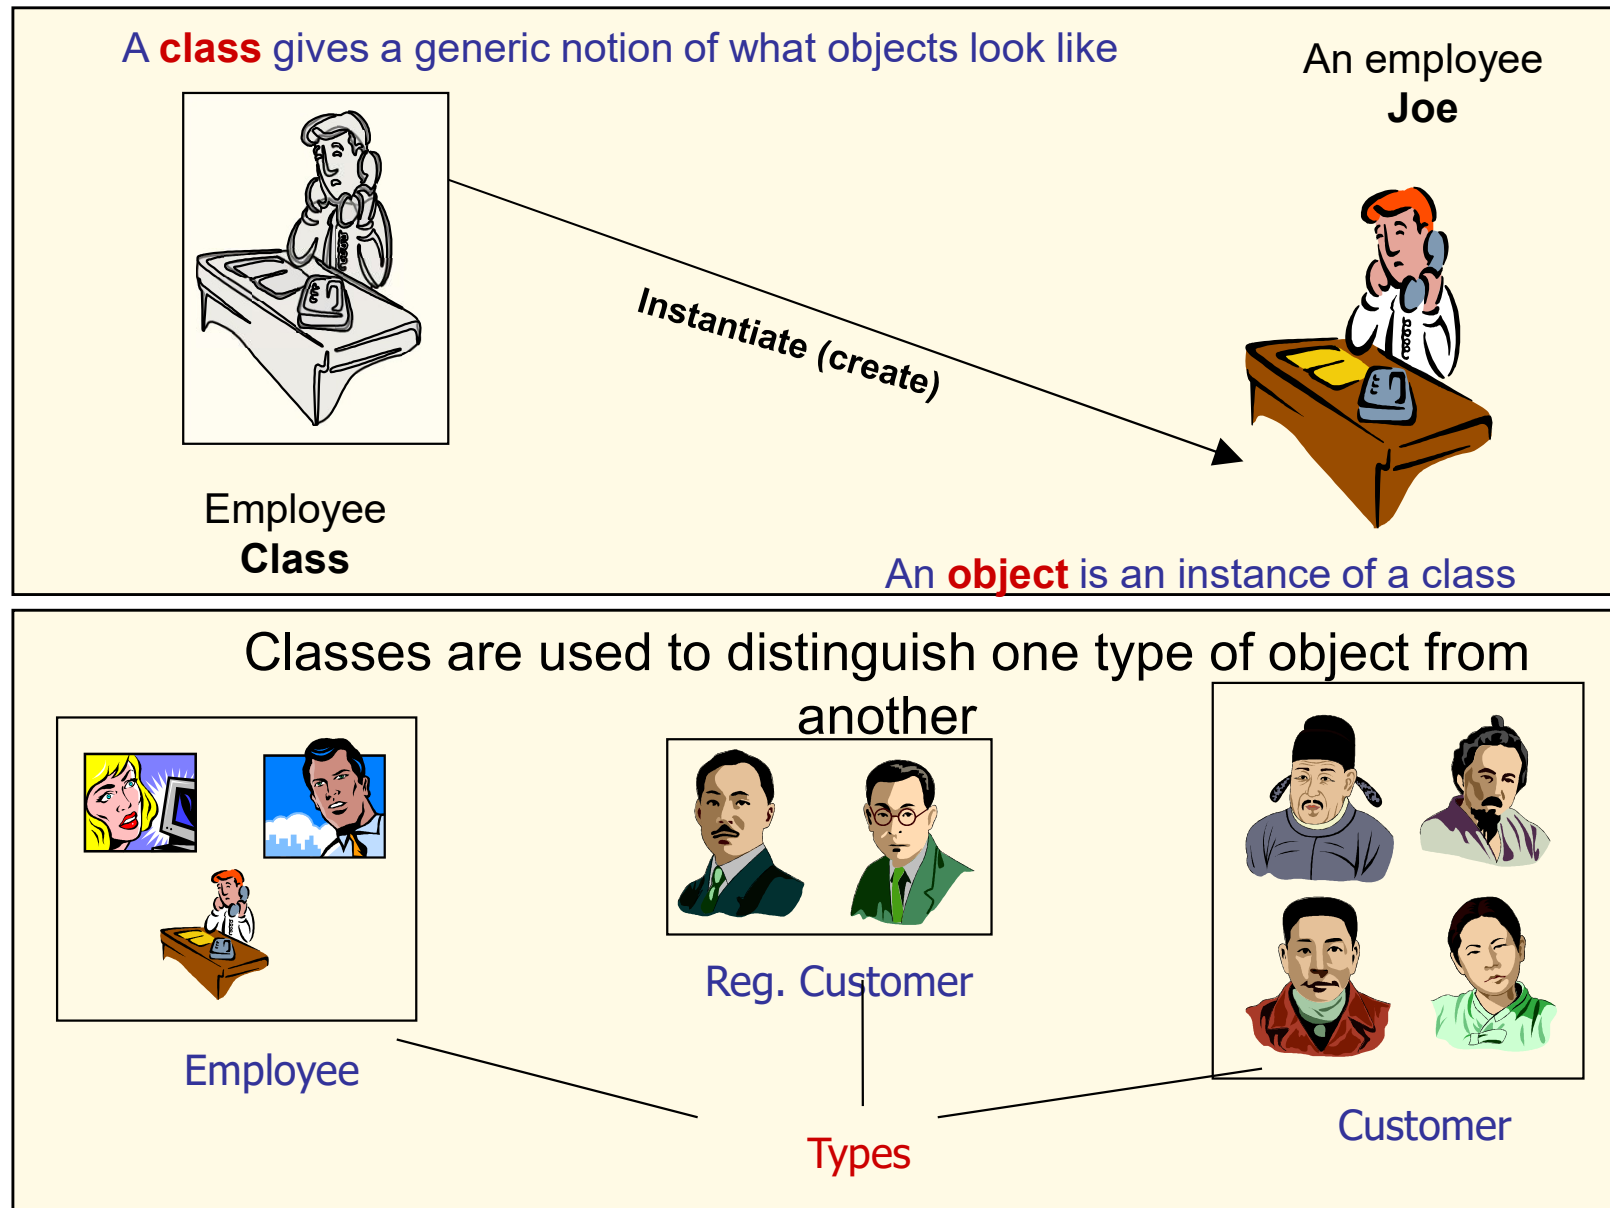 A class gives a generic notion of what objects look like
An employee
Joe
Instantiate (create)
Employee
Class
An object is an instance of a class
Classes are used to distinguish one type of object from
another
Reg. Customer
Employee
Customer
Types